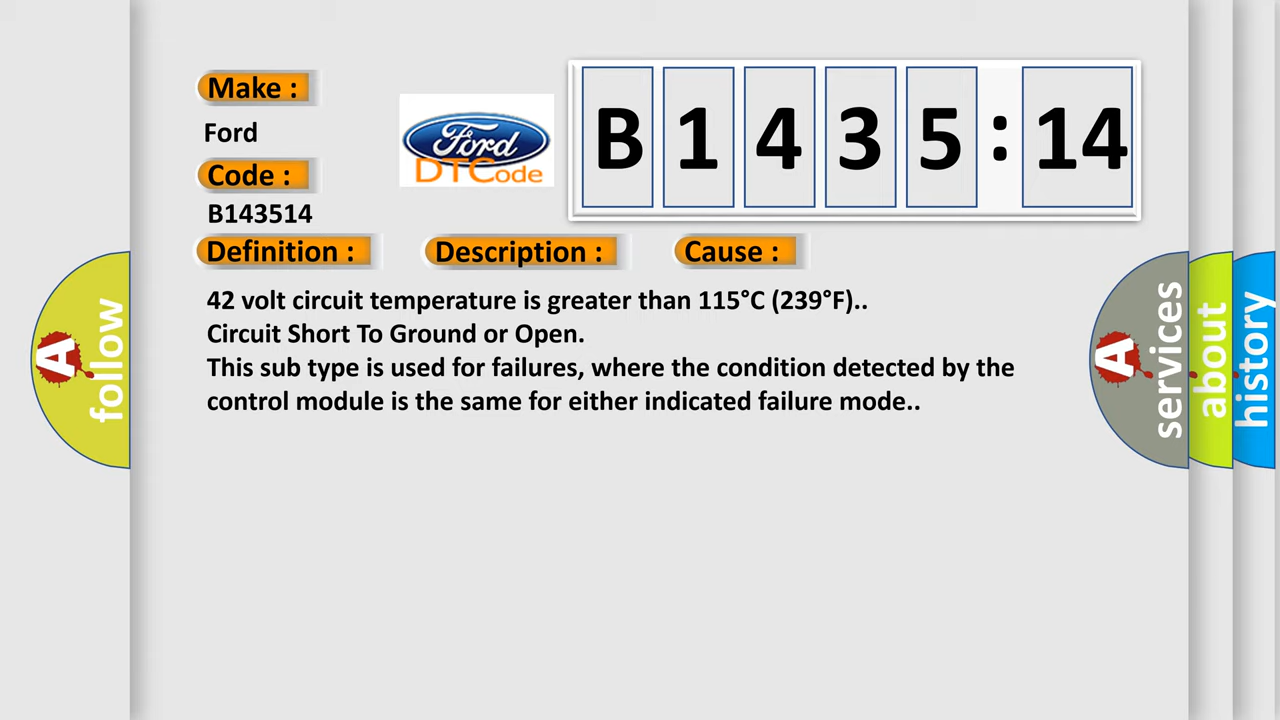 Make :
Ford
Code :
B143514
Ford
DTCode
B 1 4 3 5 : 14
Definition : Description : Cause :
42 volt circuit temperature is greater than 115°C (239°F)..
Circuit Short To Ground or Open.
This sub type is used for failures, where the condition detected by the
control module is the same for either indicated failure mode..
A follow
A services
about
history